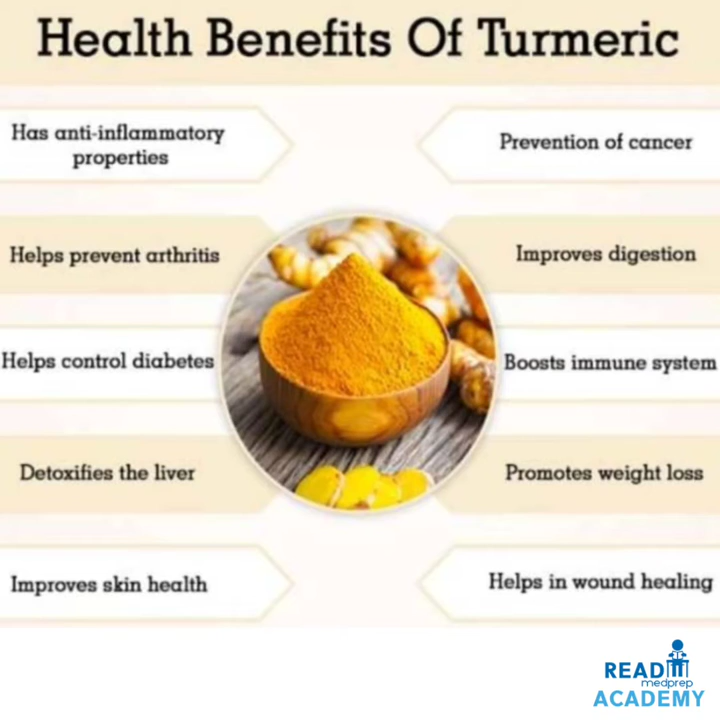 Health Benefits Of Turmeric
Has anti-inflammatory
properties
Prevention of cancer
Helps prevent arthritis
Improves digestion
Helps control diabetes
Boosts immune system
Detoxifies the liver
Promotes weight loss
Improves skin health
Helps in wound healing
READ
medprep
ACADEMY